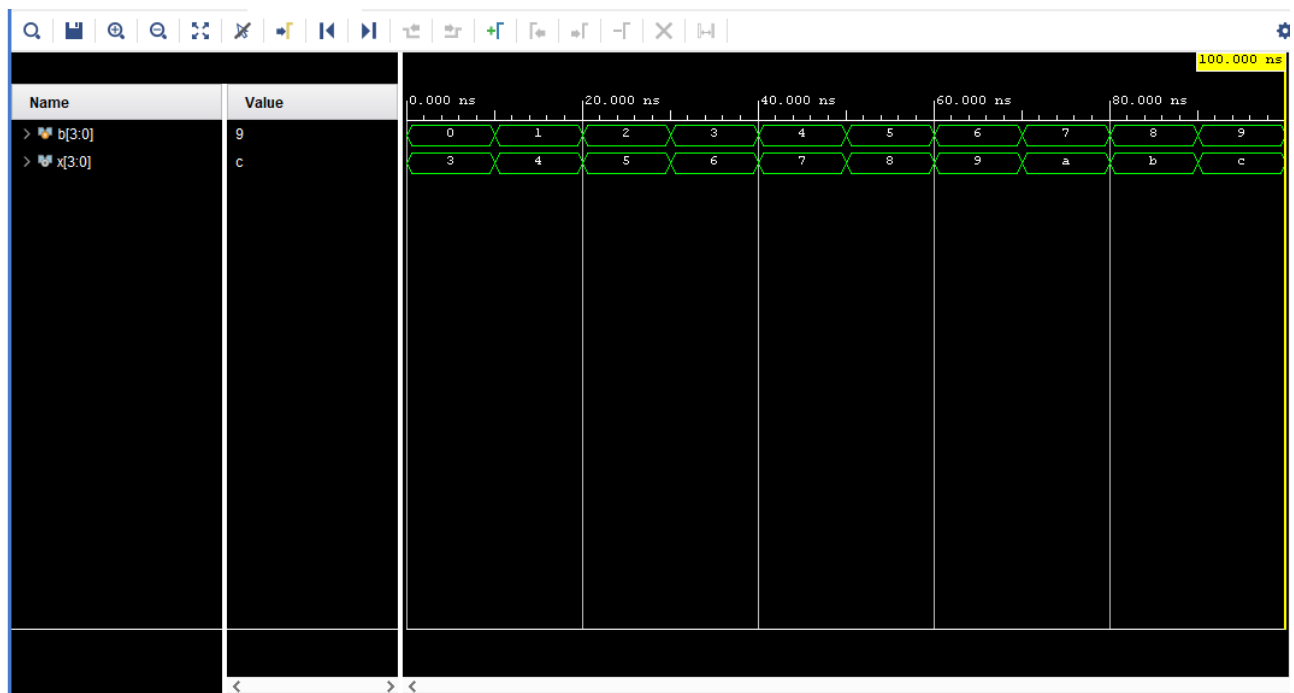 100.000 ns
Name Value
0.000 ns 20.000 ns 40.000 ns 60.000 ns 80.000 ns
b[3:0] 9 0 1 2 3 4 5 6 7 8 9
x[3:0] c 3 4 5 6 7 8 9 a b c